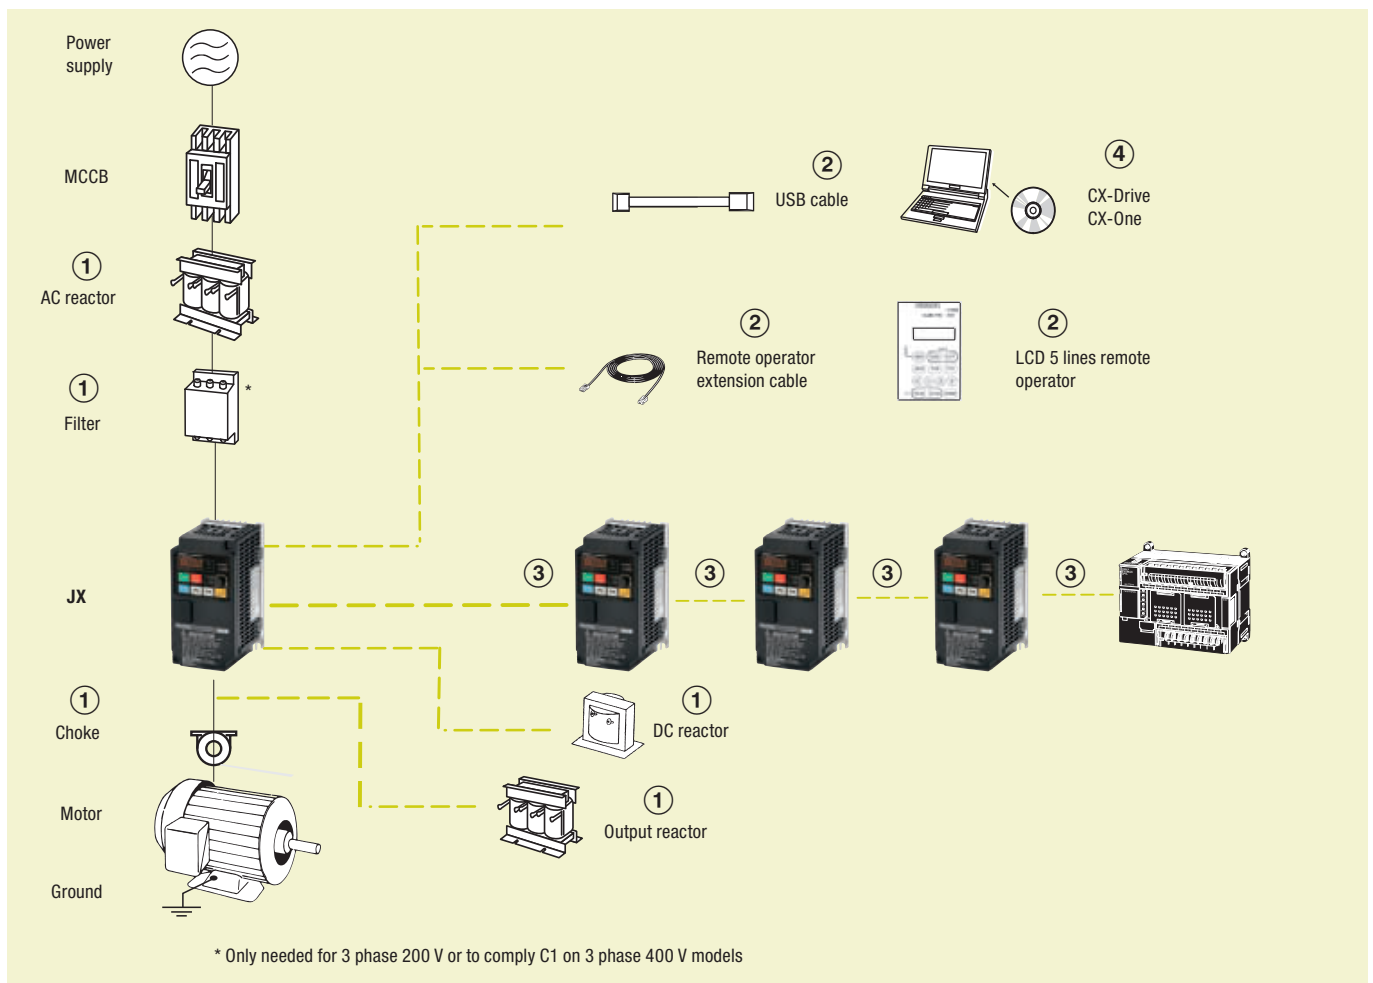 Power
supply
MCCB
1
AC reactor
1
Filter
*
JX
1
Choke
Motor
Ground
2
USB cable
4
CX-Drive
CX-One
2
Remote operator
extension cable
2
LCD 5 lines remote
operator
3
3
3
3
1
DC reactor
1
Output reactor
* Only needed for 3 phase 200 V or to comply C1 on 3 phase 400 V models